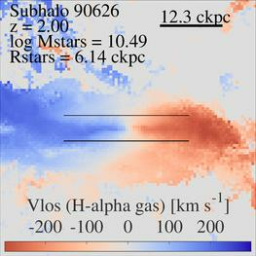 Subhalo 90626
z = 2.00
log Mstars = 10.49
Rstars = 6.14 ckpc
12.3 ckpc
Vlos (H-alpha gas) [km s⁻¹]
-200 -100 0 100 200